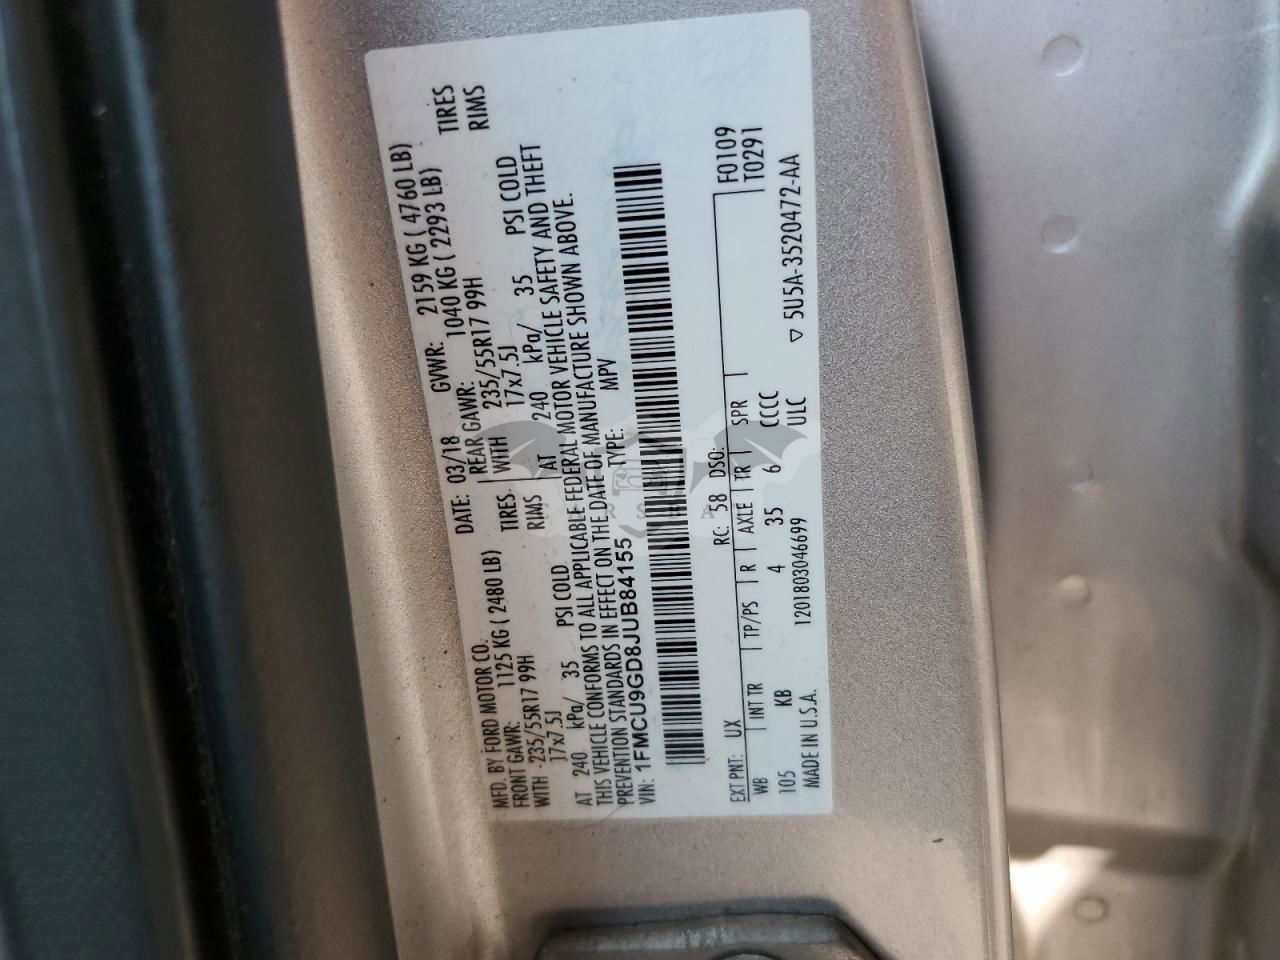 MFD. BY FORD MOTOR CO.
DATE: 03/18 GVWR: 2159 KG ( 4760 LB)
FRONT GAWR: 1125 KG ( 2480 LB) REAR GAWR: 1040 KG ( 2293 LB)
WITH 235/55R17 99H TIRES WITH 235/55R17 99H TIRES
17x7.5J RIMS 17x7.5J RIMS
AT 240 kPa/ 35 PSI COLD AT 240 kPa/ 35 PSI COLD
THIS VEHICLE CONFORMS TO ALL APPLICABLE FEDERAL MOTOR VEHICLE SAFETY AND THEFT
PREVENTION STANDARDS IN EFFECT ON THE DATE OF MANUFACTURE SHOWN ABOVE.
VIN: 1FMCU9GD8JUB84155 TYPE: MPV
F0109
EXT PNT: UX RC: 58 DSO: T0291
WB INT TR TP/PS R AXLE TR SPR
105 KB 4 35 6 CCCC
MADE IN U.S.A. 1201803046699 ULC ▽ 5U5A-3520472-AA